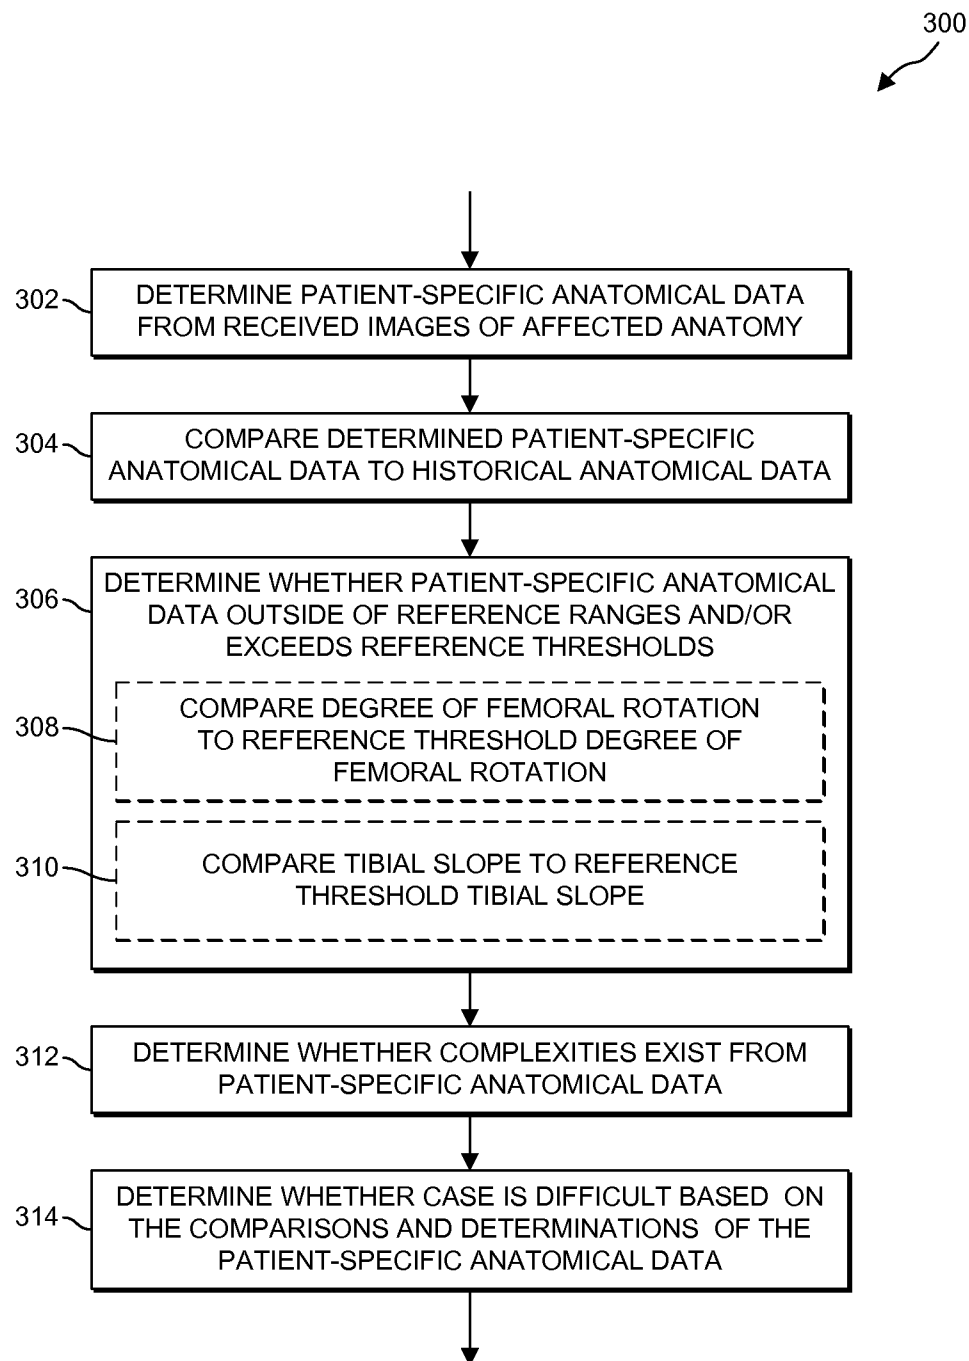 300
302
DETERMINE PATIENT-SPECIFIC ANATOMICAL DATA
FROM RECEIVED IMAGES OF AFFECTED ANATOMY
304
COMPARE DETERMINED PATIENT-SPECIFIC
ANATOMICAL DATA TO HISTORICAL ANATOMICAL DATA
306
DETERMINE WHETHER PATIENT-SPECIFIC ANATOMICAL
DATA OUTSIDE OF REFERENCE RANGES AND/OR
EXCEEDS REFERENCE THRESHOLDS
308
COMPARE DEGREE OF FEMORAL ROTATION
TO REFERENCE THRESHOLD DEGREE OF
FEMORAL ROTATION
310
COMPARE TIBIAL SLOPE TO REFERENCE
THRESHOLD TIBIAL SLOPE
312
DETERMINE WHETHER COMPLEXITIES EXIST FROM
PATIENT-SPECIFIC ANATOMICAL DATA
314
DETERMINE WHETHER CASE IS DIFFICULT BASED ON
THE COMPARISONS AND DETERMINATIONS OF THE
PATIENT-SPECIFIC ANATOMICAL DATA